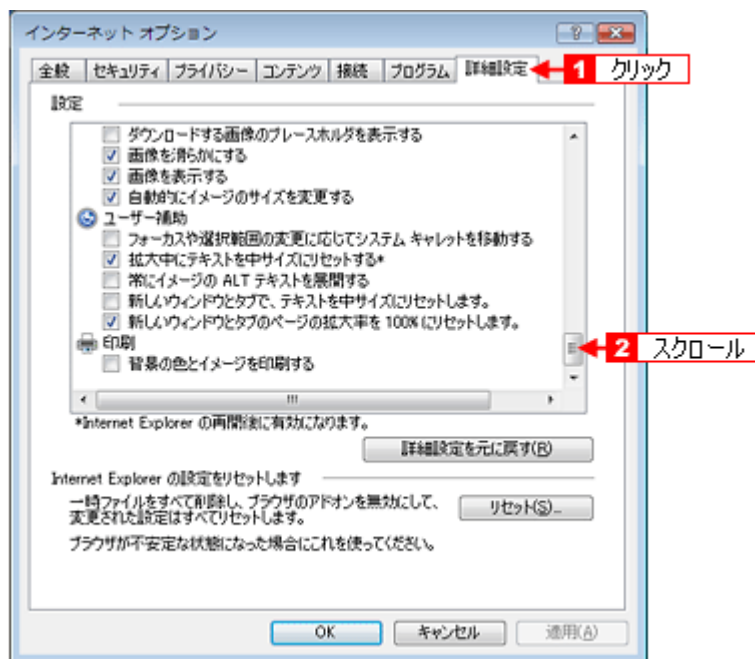 インターネット オプション
全般 セキュリティ プライバシー コンテンツ 接続 プログラム 詳細設定 1 クリック
設定
ダウンロードする画像のプレースホルダを表示する
画像を滑らかにする
画像を表示する
自動的にイメージのサイズを変更する
ユーザー補助
フォーカスや選択範囲の変更に応じてシステム キャレットを移動する
拡大中にテキストを中サイズにリセットする*
常にイメージの ALT テキストを展開する
新しいウィンドウとタブで、テキストを中サイズにリセットします。
新しいウィンドウとタブのページの拡大率を 100% にリセットします。
印刷
2 スクロール
背景の色とイメージを印刷する
*Internet Explorer の再開後に有効になります。
詳細設定を元に戻す(R)
Internet Explorer の設定をリセットします
一時ファイルをすべて削除し、ブラウザのアドオンを無効にして、
変更された設定はすべてリセットします。
リセット(S)...
ブラウザが不安定な状態になった場合にこれを使ってください。
OK キャンセル 適用(A)